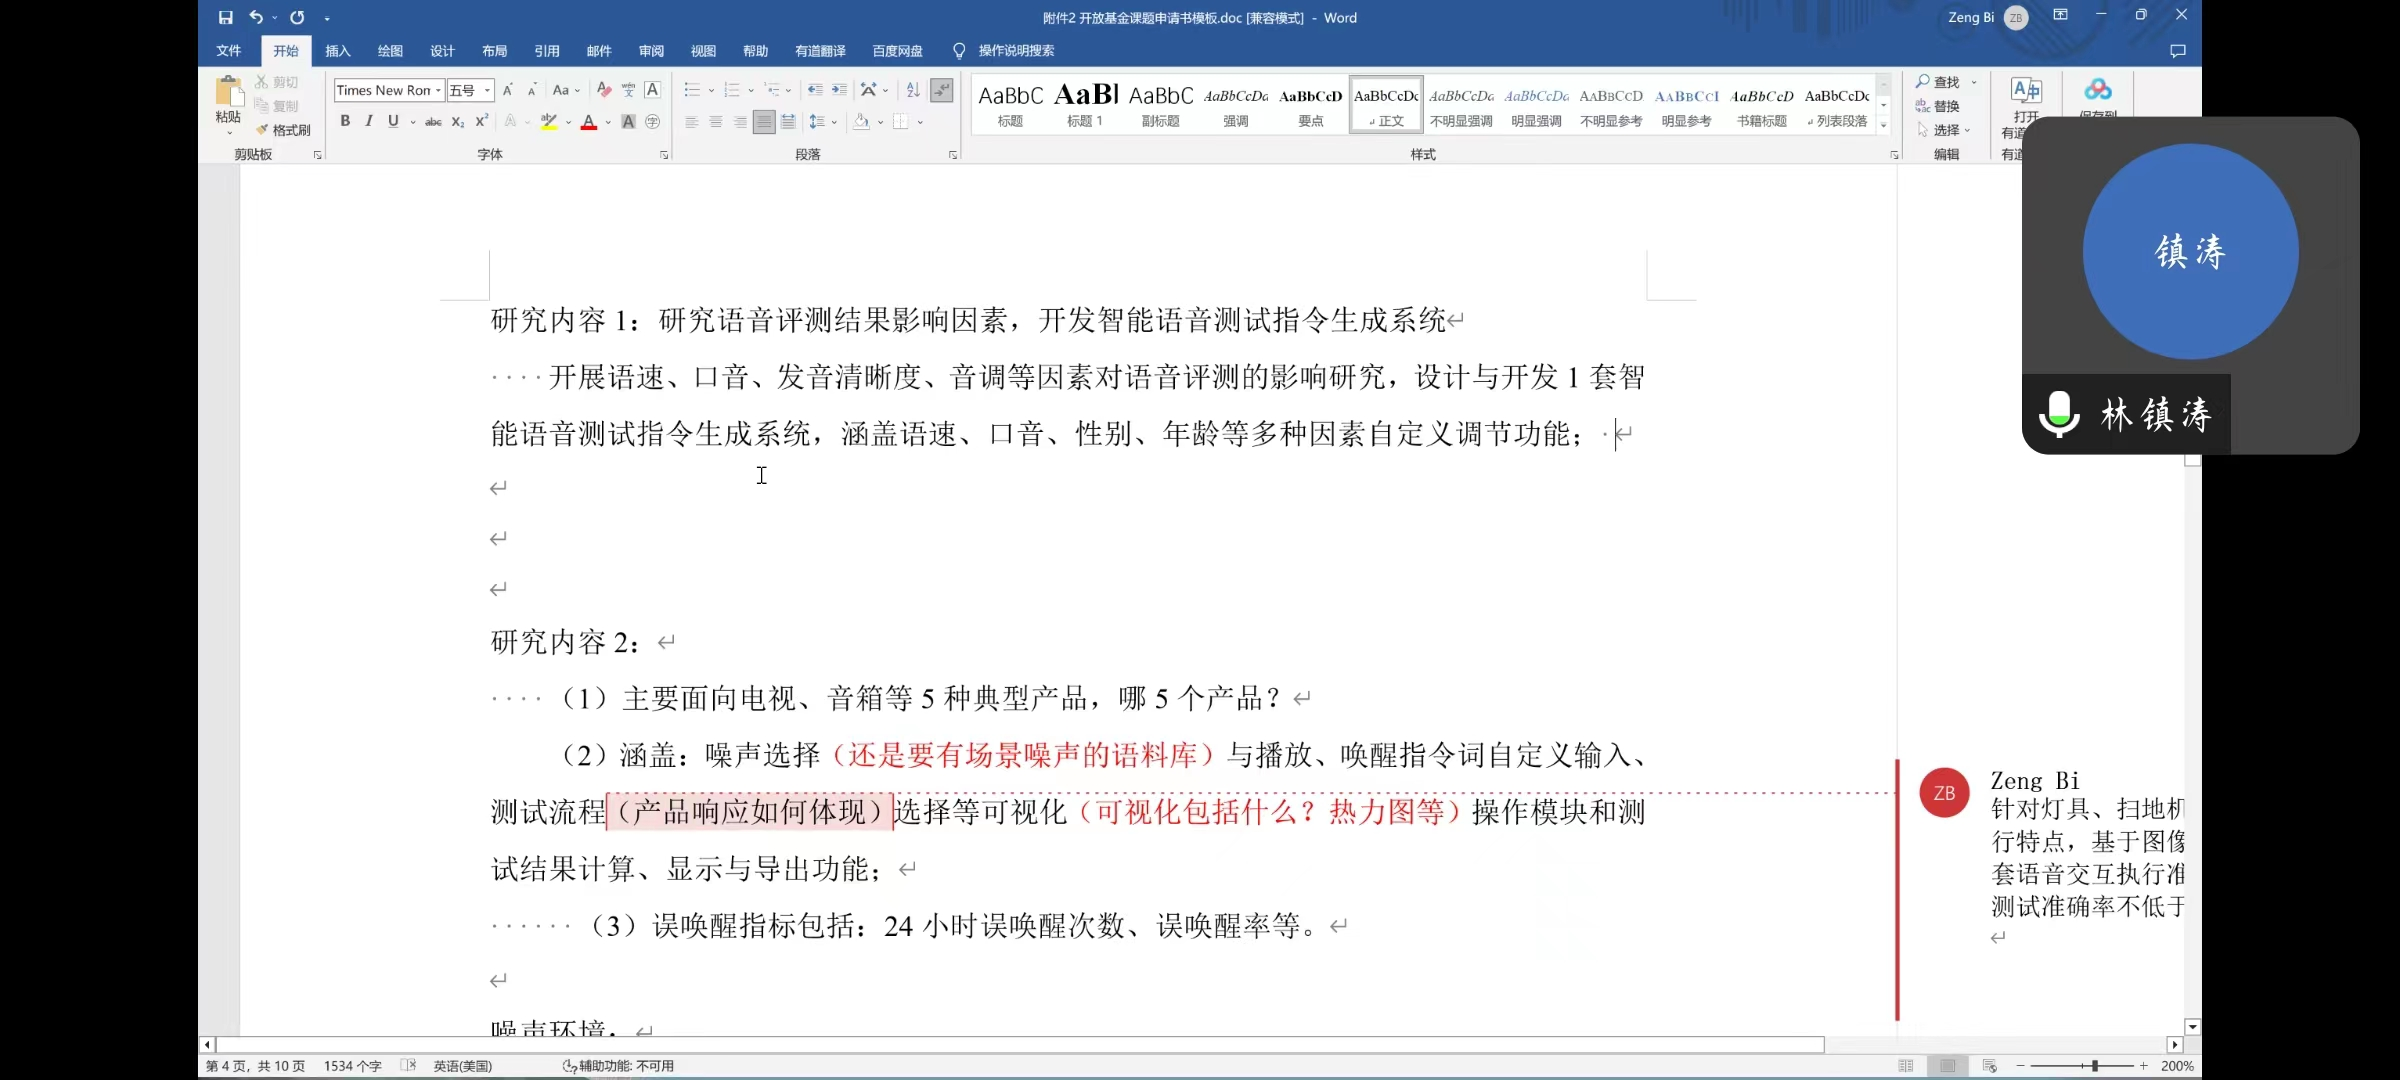 附件2 开放基金课题申请书模板.doc [兼容模式] - Word
Zeng Bi
ZB
文件 开始 插入 绘图 设计 布局 引用 邮件 审阅 视图 帮助 有道翻译 百度网盘 操作说明搜索
粘贴
剪切
复制
格式刷
剪贴板
Times New Ron 五号
字体
段落
AaBbC 标题
AaBl 标题 1
AaBbC 副标题
AaBbCcDa 强调
AaBbCcD 要点
AaBbCcDc 正文
AaBbCcDa 不明显强调
AaBbCcDa 明显强调
AaBbCcD 不明显参考
AaBbCcI 明显参考
AaBbCcD 书籍标题
AaBbCcDc 列表段落
样式
查找
替换
选择
编辑
打开
有道
有道
镇涛
林镇涛
研究内容 1：研究语音评测结果影响因素，开发智能语音测试指令生成系统
开展语速、口音、发音清晰度、音调等因素对语音评测的影响研究，设计与开发 1 套智
能语音测试指令生成系统，涵盖语速、口音、性别、年龄等多种因素自定义调节功能；
研究内容 2：
（1）主要面向电视、音箱等 5 种典型产品，哪 5 个产品？
（2）涵盖：噪声选择（还是要有场景噪声的语料库）与播放、唤醒指令词自定义输入、
测试流程（产品响应如何体现）选择等可视化（可视化包括什么？热力图等）操作模块和测
试结果计算、显示与导出功能；
（3）误唤醒指标包括：24 小时误唤醒次数、误唤醒率等。
噪声环境：
ZB
Zeng Bi
针对灯具、扫地机
行特点，基于图像
套语音交互执行准
测试准确率不低于
第 4 页，共 10 页 1534 个字 英语(美国) 辅助功能: 不可用 200%